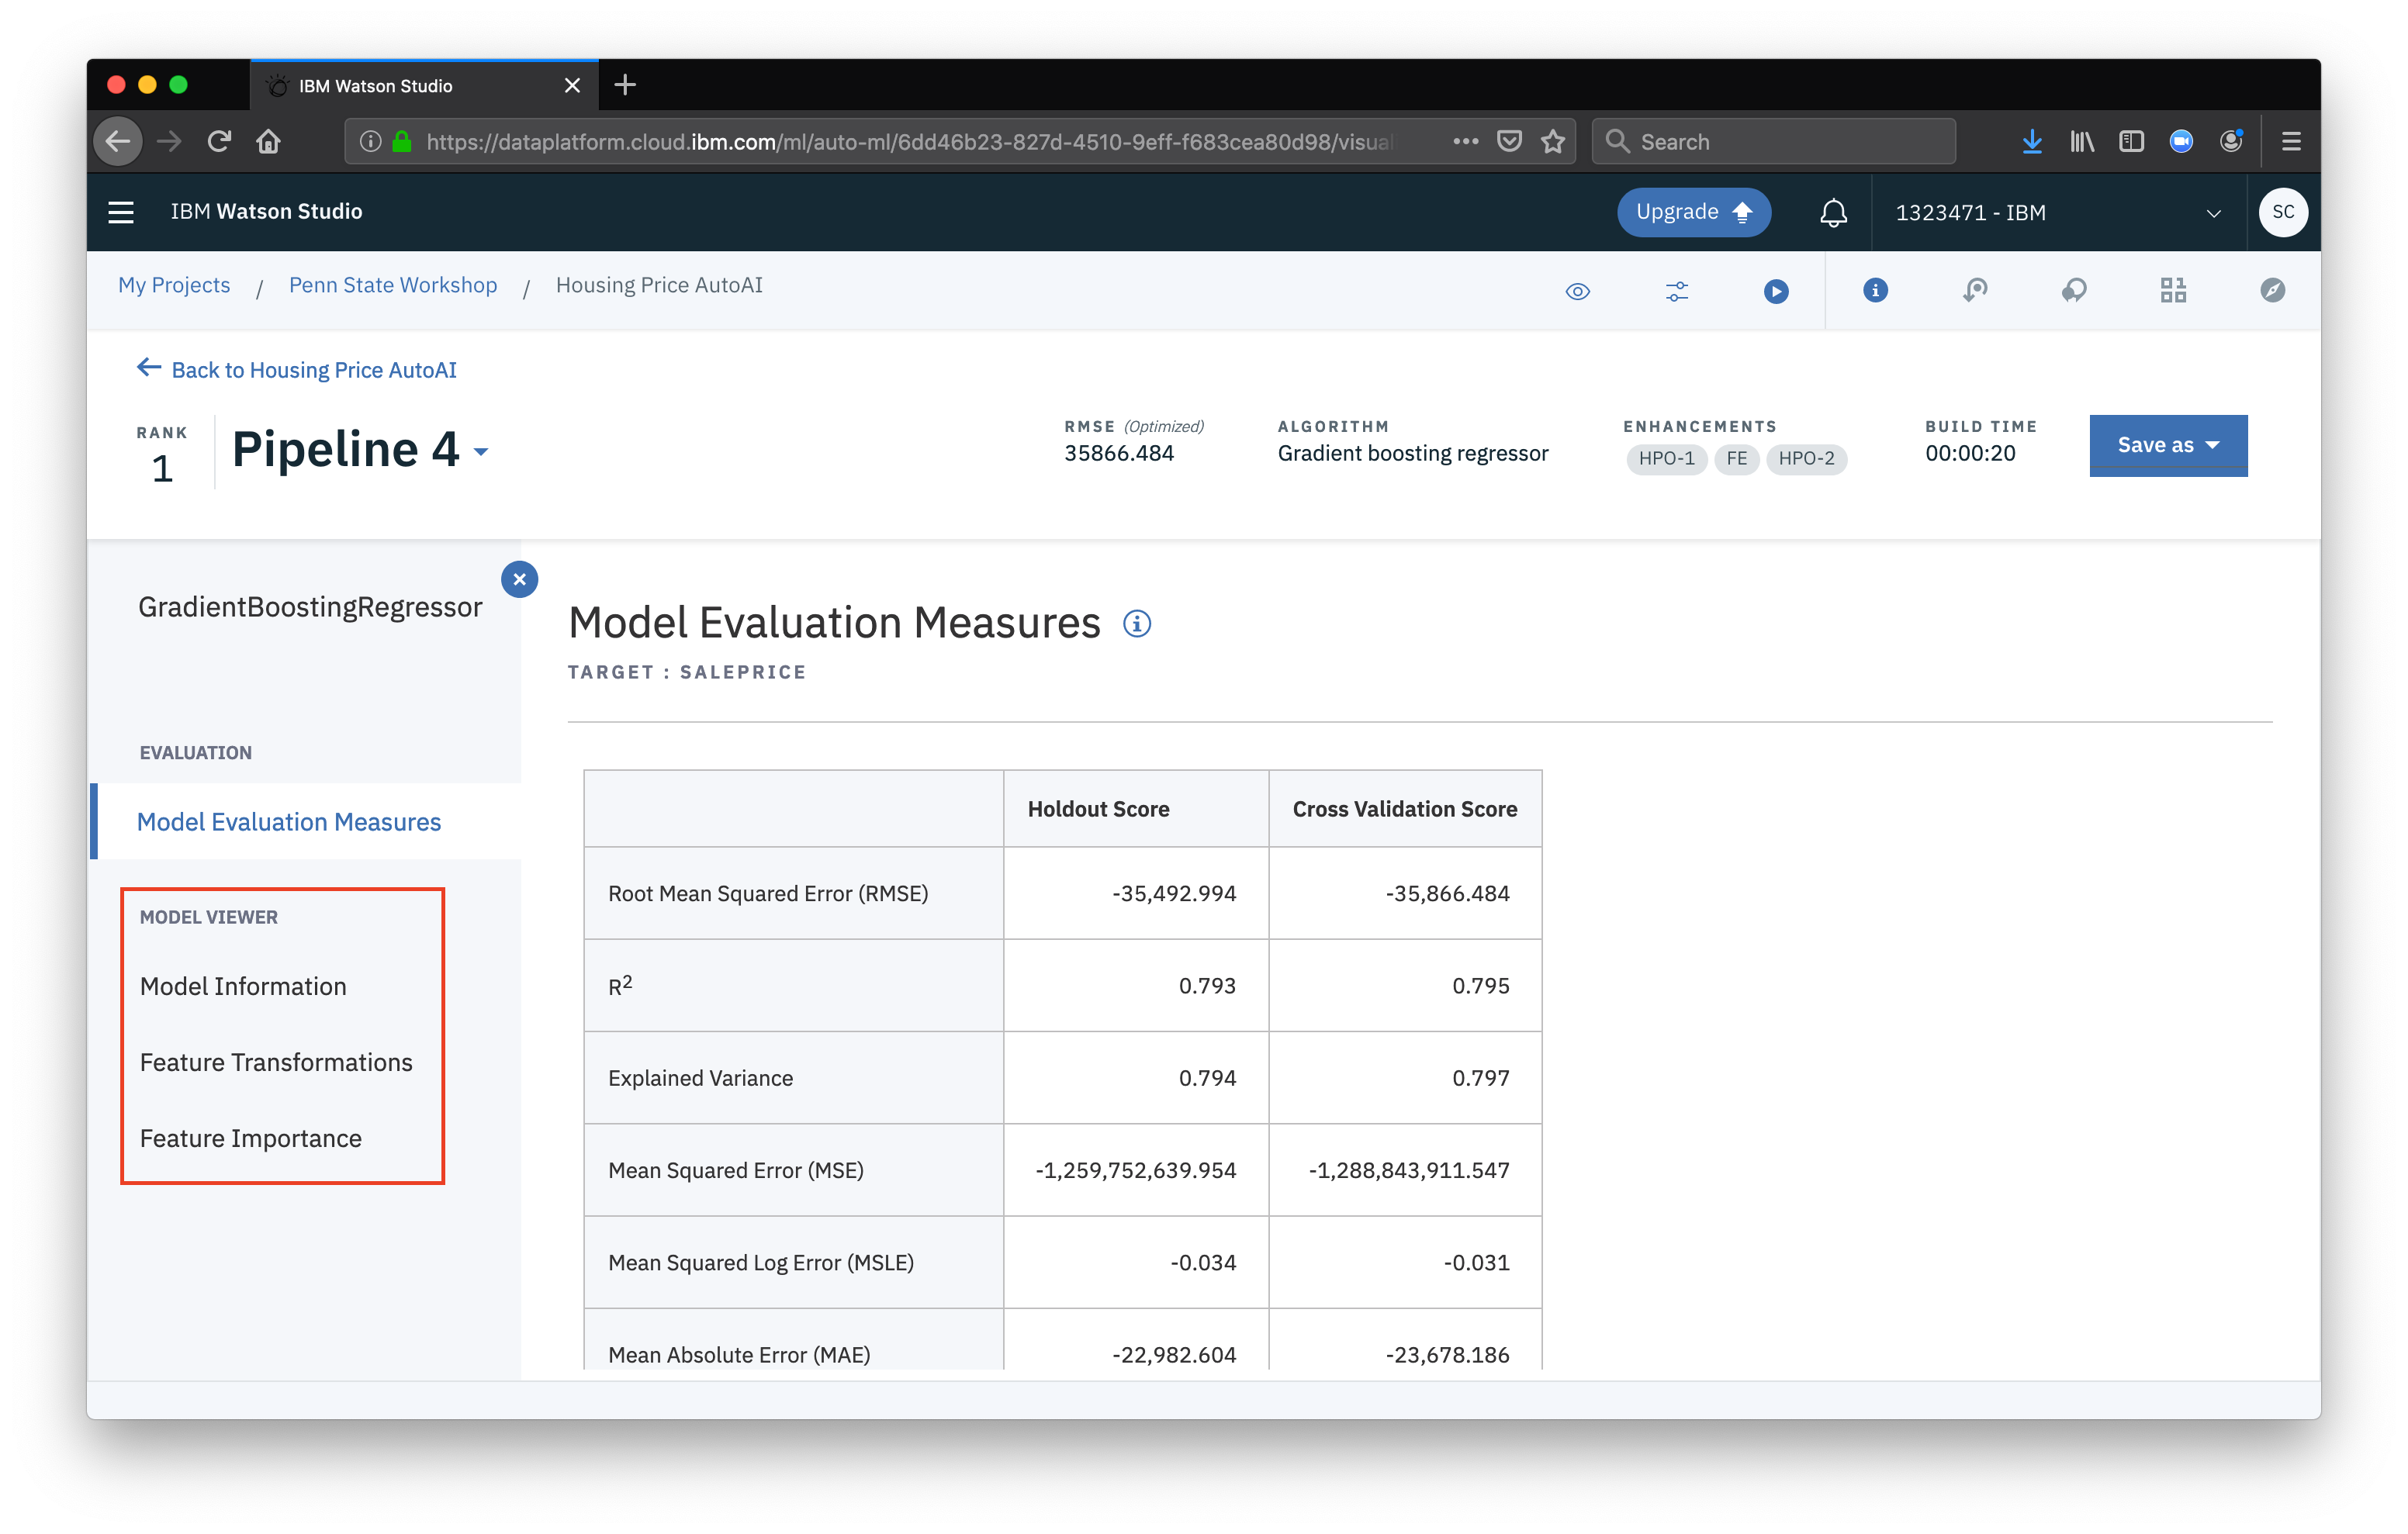 IBM Watson Studio
https://dataplatform.cloud.ibm.com/ml/auto-ml/6dd46b23-827d-4510-9eff-f683cea80d98/visual
Search
IBM Watson Studio
Upgrade
1323471 - IBM
SC
My Projects / Penn State Workshop / Housing Price AutoAI
Back to Housing Price AutoAI
RANK
1
Pipeline 4
RMSE (Optimized)
35866.484
ALGORITHM
Gradient boosting regressor
ENHANCEMENTS
HPO-1 FE HPO-2
BUILD TIME
00:00:20
Save as
GradientBoostingRegressor
EVALUATION
Model Evaluation Measures
MODEL VIEWER
Model Information
Feature Transformations
Feature Importance
Model Evaluation Measures
TARGET : SALEPRICE
Holdout Score Cross Validation Score
Root Mean Squared Error (RMSE) -35,492.994 -35,866.484
R2 0.793 0.795
Explained Variance 0.794 0.797
Mean Squared Error (MSE) -1,259,752,639.954 -1,288,843,911.547
Mean Squared Log Error (MSLE) -0.034 -0.031
Mean Absolute Error (MAE) -22,982.604 -23,678.186